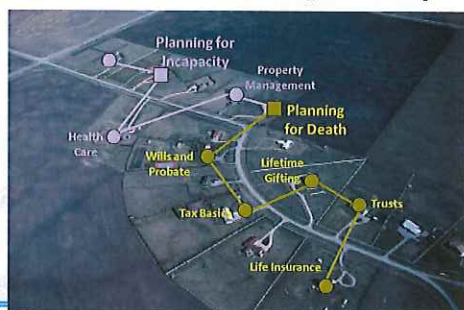 Planning for
Incapacity
Property
Management
Planning
for Death
Health
Care
Wills and
Probate
Lifetime
Gifting
Tax Basics
Trusts
Life Insurance